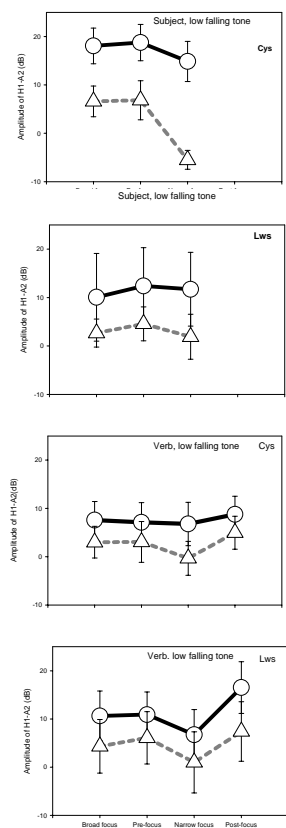 Subject, low falling tone
Cys
Amplitude of H1-A2 (dB)
20
10
0
-10
Subject, low falling tone
Lws
Amplitude of H1-A2 (dB)
20
10
0
-10
Verb, low falling tone Cys
Amplitude of H1-A2(dB)
20
10
0
-10
Verb. low falling tone Lws
Amplitude of H1-A2 (dB)
20
10
0
-10
Broad focus Pre-focus Narrow focus Post-focus